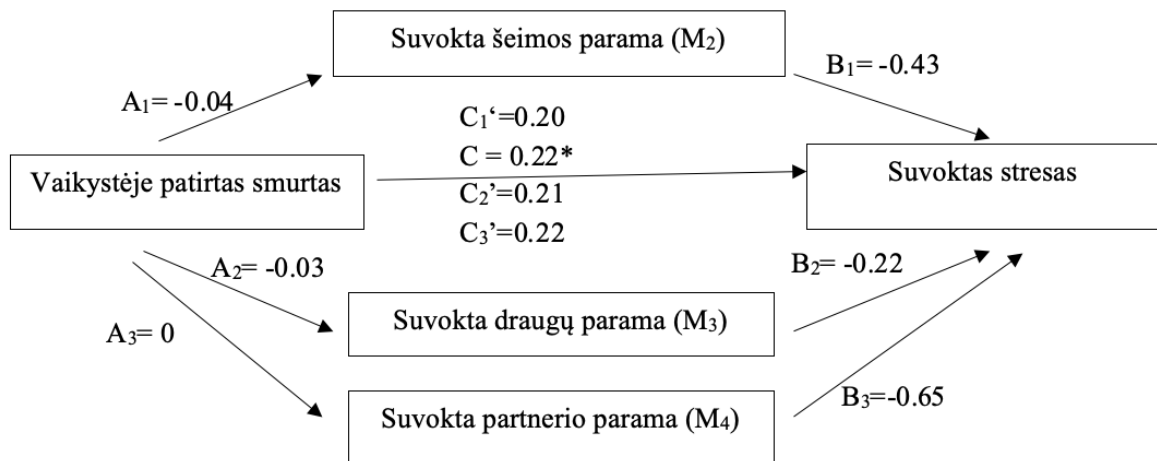 Suvokta šeimos parama (M₂)
B₁= -0.43
A₁= -0.04
C₁‘=0.20
C = 0.22*
Vaikystėje patirtas smurtas
Suvoktas stresas
C₂’=0.21
C₃’=0.22
A₂= -0.03
B₂= -0.22
Suvokta draugų parama (M₃)
A₃= 0
B₃=-0.65
Suvokta partnerio parama (M₄)